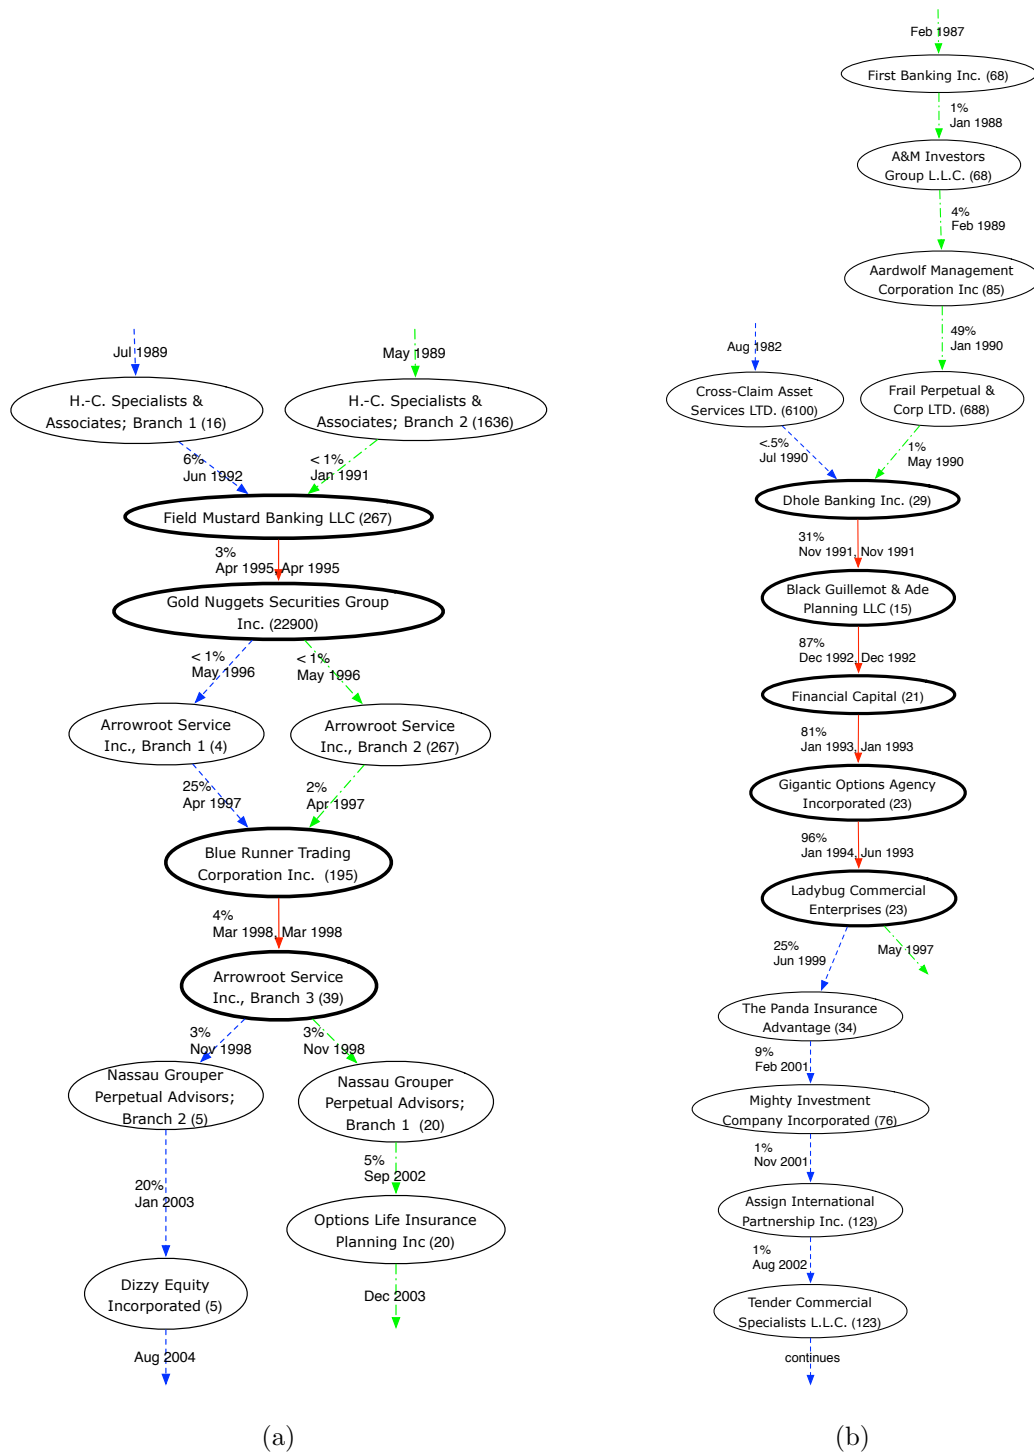 Jul 1989
May 1989
H.-C. Specialists &
Associates; Branch 1 (16)
H.-C. Specialists &
Associates; Branch 2 (1636)
6%
Jun 1992
< 1%
Jan 1991
Field Mustard Banking LLC (267)
3%
Apr 1995, Apr 1995
Gold Nuggets Securities Group
Inc. (22900)
< 1%
May 1996
< 1%
May 1996
Arrowroot Service
Inc., Branch 1 (4)
Arrowroot Service
Inc., Branch 2 (267)
25%
Apr 1997
2%
Apr 1997
Blue Runner Trading
Corporation Inc. (195)
4%
Mar 1998, Mar 1998
Arrowroot Service
Inc., Branch 3 (39)
3%
Nov 1998
3%
Nov 1998
Nassau Grouper
Perpetual Advisors;
Branch 2 (5)
Nassau Grouper
Perpetual Advisors;
Branch 1 (20)
20%
Jan 2003
5%
Sep 2002
Options Life Insurance
Planning Inc (20)
Dizzy Equity
Incorporated (5)
Dec 2003
Aug 2004
(a)
Feb 1987
First Banking Inc. (68)
1%
Jan 1988
A&M Investors
Group L.L.C. (68)
4%
Feb 1989
Aardwolf Management
Corporation Inc (85)
49%
Jan 1990
Aug 1982
Cross-Claim Asset
Services LTD. (6100)
Frail Perpetual &
Corp LTD. (688)
<.5%
Jul 1990
1%
May 1990
Dhole Banking Inc. (29)
31%
Nov 1991, Nov 1991
Black Guillemot & Ade
Planning LLC (15)
87%
Dec 1992, Dec 1992
Financial Capital (21)
81%
Jan 1993, Jan 1993
Gigantic Options Agency
Incorporated (23)
96%
Jan 1994, Jun 1993
Ladybug Commercial
Enterprises (23)
25%
Jun 1999
May 1997
The Panda Insurance
Advantage (34)
9%
Feb 2001
Mighty Investment
Company Incorporated (76)
1%
Nov 2001
Assign International
Partnership Inc. (123)
1%
Aug 2002
Tender Commercial
Specialists L.L.C. (123)
continues
(b)